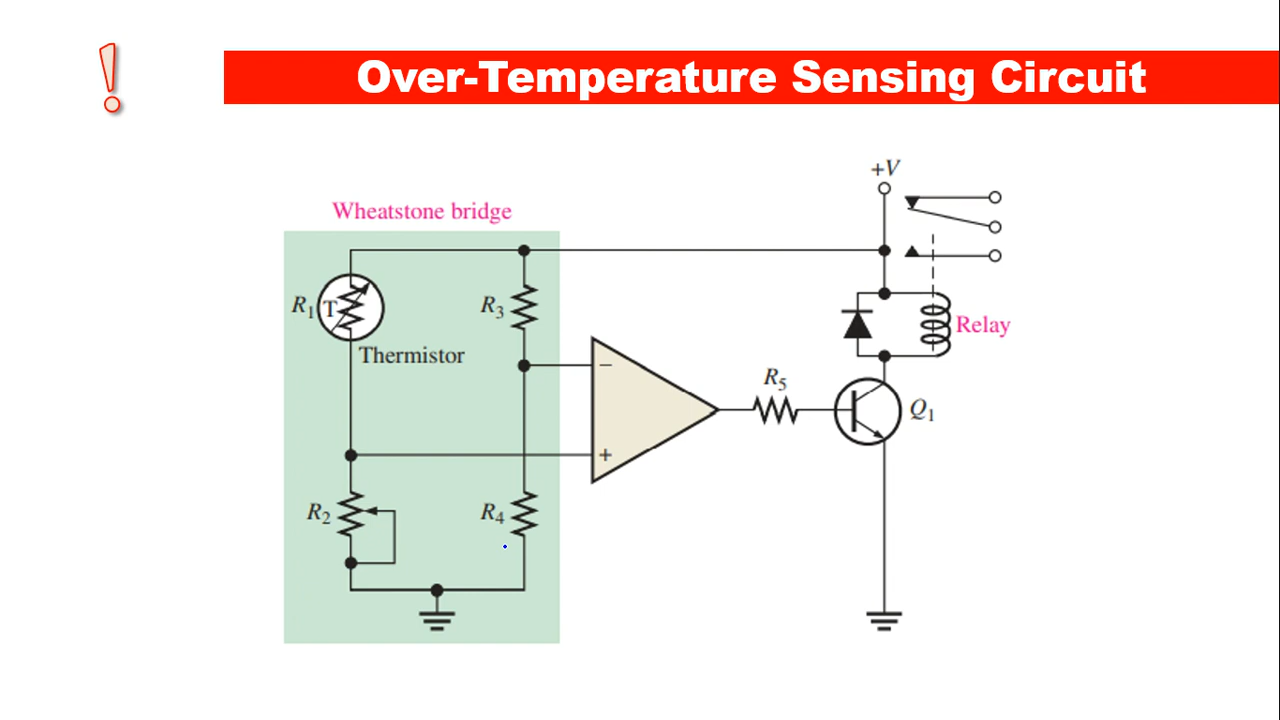 Over-Temperature Sensing Circuit
+V
Wheatstone bridge
R1
T
R3
Relay
Thermistor
−
R5
Q1
+
R2
R4